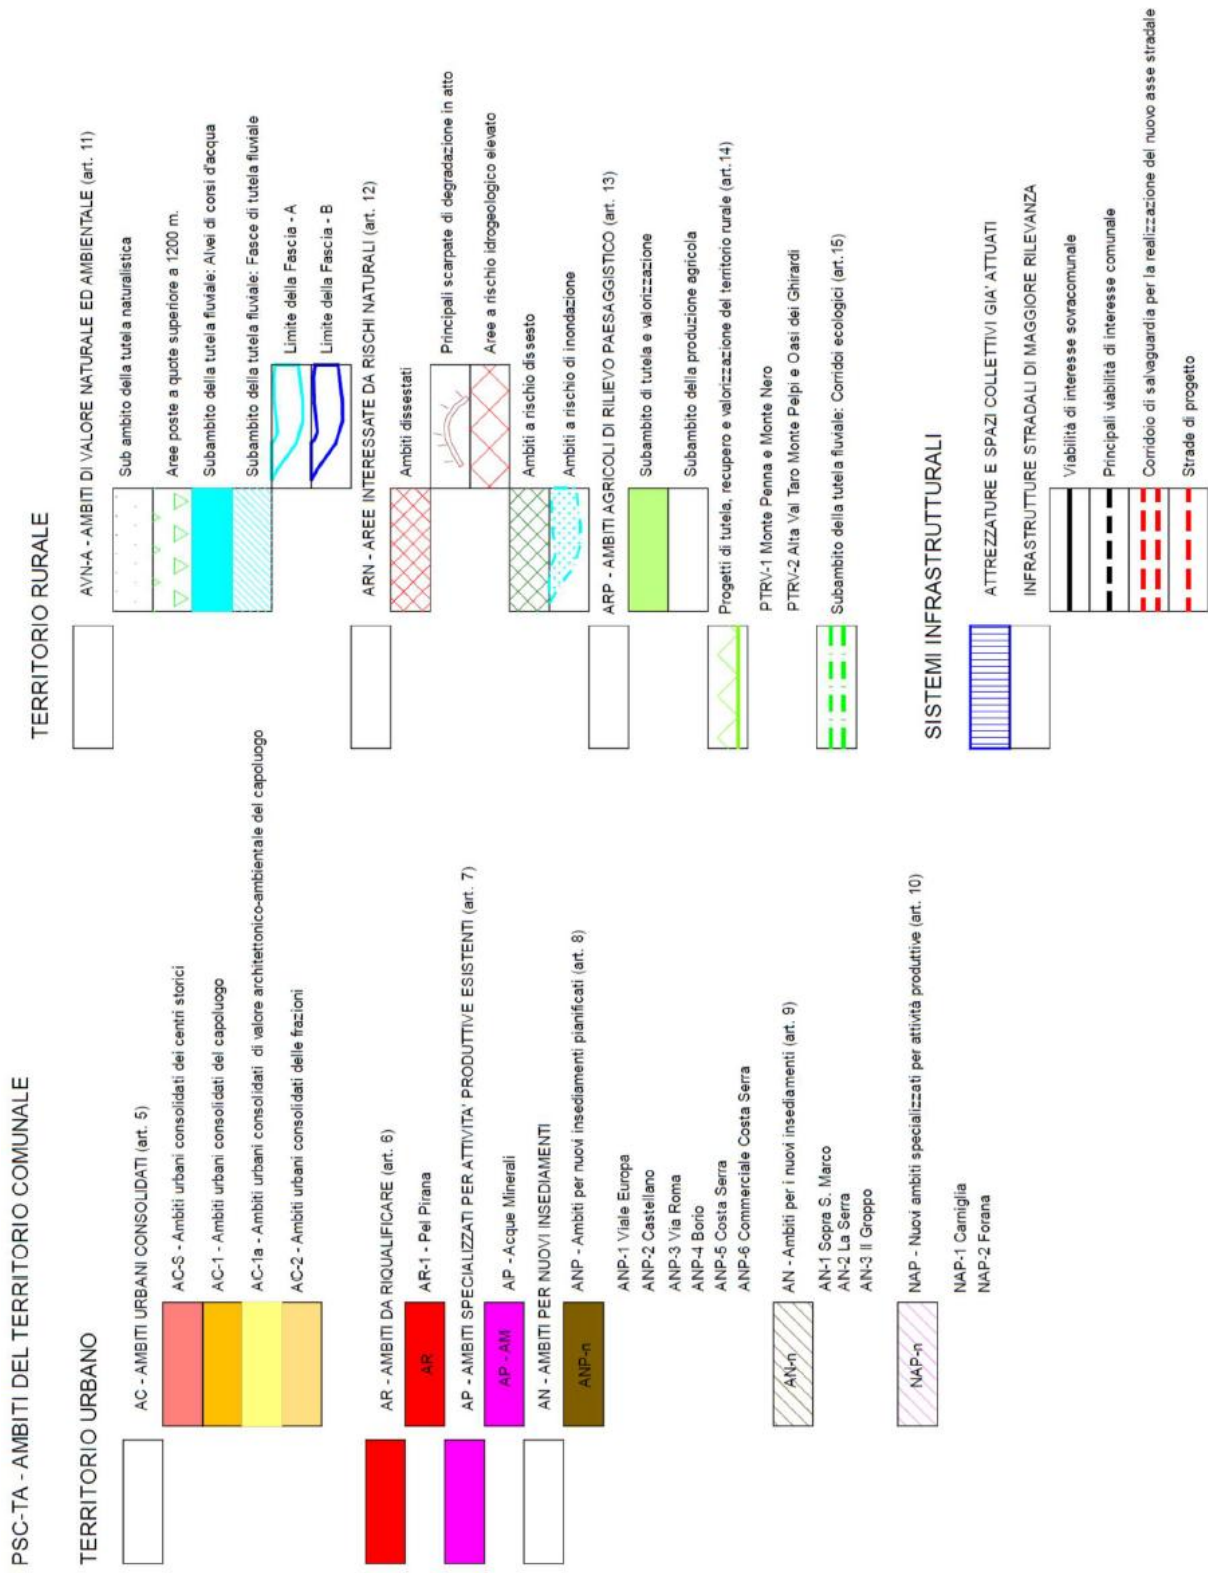 PSC-TA - AMBITI DEL TERRITORIO COMUNALE
TERRITORIO URBANO
AC - AMBITI URBANI CONSOLIDATI (art. 5)
AC-S - Ambiti urbani consolidati dei centri storici
AC-1 - Ambiti urbani consolidati del capoluogo
AC-1a - Ambiti urbani consolidati di valore architettonico-ambientale del capoluogo
AC-2 - Ambiti urbani consolidati delle frazioni
AR - AMBITI DA RIQUALIFICARE (art. 6)
AR
AR-1 - Pel Pirana
AP - AMBITI SPECIALIZZATI PER ATTIVITA' PRODUTTIVE ESISTENTI (art. 7)
AP - AM
AP - Acque Minerali
AN - AMBITI PER NUOVI INSEDIAMENTI
ANP-n
ANP - Ambiti per nuovi insediamenti pianificati (art. 8)
ANP-1 Viale Europa
ANP-2 Castellano
ANP-3 Via Roma
ANP-4 Borio
ANP-5 Costa Serra
ANP-6 Commerciale Costa Serra
AN-n
AN - Ambiti per i nuovi insediamenti (art. 9)
AN-1 Sopra S. Marco
AN-2 La Serra
AN-3 Il Groppo
NAP-n
NAP - Nuovi ambiti specializzati per attività produttive (art. 10)
NAP-1 Carniglia
NAP-2 Forana
TERRITORIO RURALE
AVN-A - AMBITI DI VALORE NATURALE ED AMBIENTALE (art. 11)
Sub ambito della tutela naturalistica
Aree poste a quote superiore a 1200 m.
Subambito della tutela fluviale: Alvei di corsi d'acqua
Subambito della tutela fluviale: Fasce di tutela fluviale
Limite della Fascia - A
Limite della Fascia - B
ARN - AREE INTERESSATE DA RISCHI NATURALI (art. 12)
Ambiti dissestati
Principali scarpate di degradazione in atto
Aree a rischio idrogeologico elevato
Ambiti a rischio dissesto
Ambiti a rischio di inondazione
ARP - AMBITI AGRICOLI DI RILIEVO PAESAGGISTICO (art. 13)
Subambito di tutela e valorizzazione
Subambito della produzione agricola
Progetti di tutela, recupero e valorizzazione del territorio rurale (art.14)
PTRV-1 Monte Penna e Monte Nero
PTRV-2 Alta Val Taro Monte Pelpi e Oasi dei Ghirardi
Subambito della tutela fluviale: Corridoi ecologici (art.15)
SISTEMI INFRASTRUTTURALI
ATTREZZATURE E SPAZI COLLETTIVI GIA' ATTUATI
INFRASTRUTTURE STRADALI DI MAGGIORE RILEVANZA
Viabilità di interesse sovracomunale
Principali viabilità di interesse comunale
Corridoio di salvaguardia per la realizzazione del nuovo asse stradale
Strade di progetto